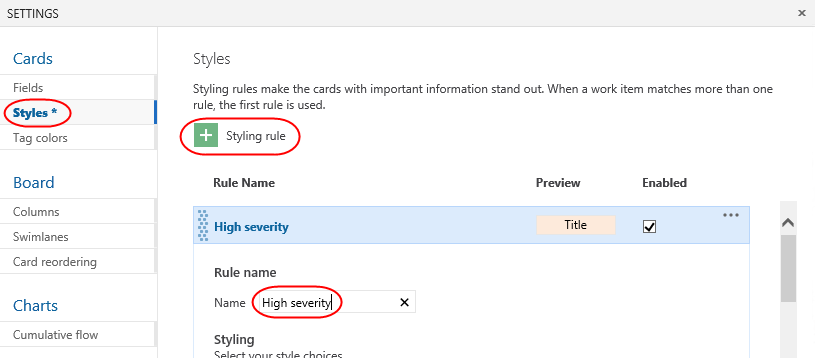 SETTINGS
Cards
Fields
Styles *
Tag colors
Board
Columns
Swimlanes
Card reordering
Charts
Cumulative flow
Styles
Styling rules make the cards with important information stand out. When a work item matches more than one
rule, the first rule is used.
Styling rule
Rule Name Preview Enabled
High severity Title
Rule name
Name High severity
Styling
Select your style choices